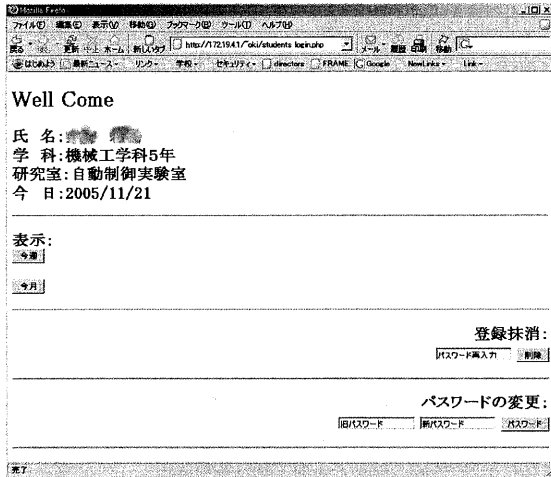 Mozilla Firefox
ファイル(F) 編集(E) 表示(V) 移動(G) ブックマーク(B) ツール(T) ヘルプ(H)
戻る 更新 中止 ホーム 新しいタブ http://172.19.4.1/~oki/students_login.php メール 履歴 印刷 移動
はじめよう 最新ニュース リンク 学校 セキュリティ directors FRAME Google NewLinks Link
Well Come
氏 名:
学 科:機械工学科5年
研究室:自動制御実験室
今 日:2005/11/21
表示:
今週
今月
登録抹消:
パスワード再入力 削除
パスワードの変更:
旧パスワード 新パスワード パスワード
完了